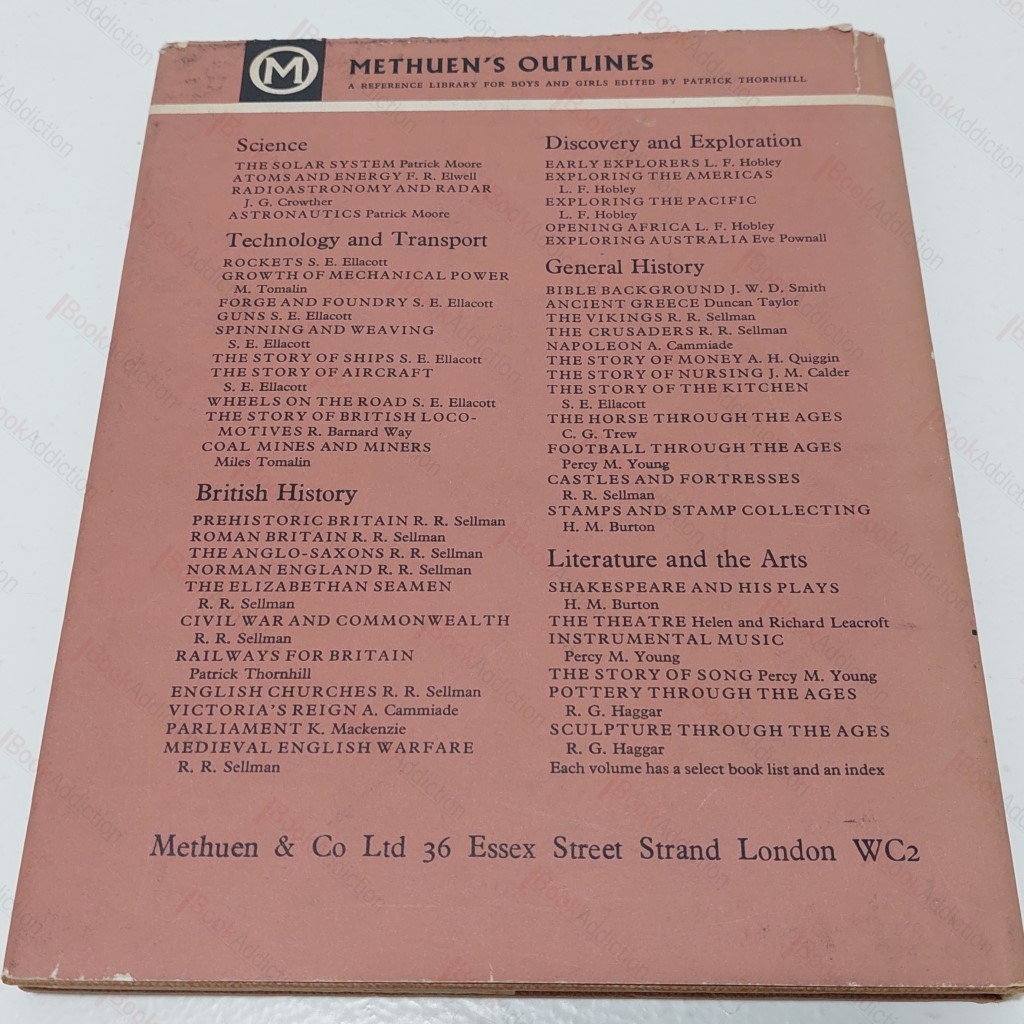 M
METHUEN'S OUTLINES
A REFERENCE LIBRARY FOR BOYS AND GIRLS EDITED BY PATRICK THORNHILL
Science
THE SOLAR SYSTEM Patrick Moore
ATOMS AND ENERGY F. R. Elwell
RADIOASTRONOMY AND RADAR
J. G. Crowther
ASTRONAUTICS Patrick Moore
Technology and Transport
ROCKETS S. E. Ellacott
GROWTH OF MECHANICAL POWER
M. Tomalin
FORGE AND FOUNDRY S. E. Ellacott
GUNS S. E. Ellacott
SPINNING AND WEAVING
S. E. Ellacott
THE STORY OF SHIPS S. E. Ellacott
THE STORY OF AIRCRAFT
S. E. Ellacott
WHEELS ON THE ROAD S. E. Ellacott
THE STORY OF BRITISH LOCO-
MOTIVES R. Barnard Way
COAL MINES AND MINERS
Miles Tomalin
British History
PREHISTORIC BRITAIN R. R. Sellman
ROMAN BRITAIN R. R. Sellman
THE ANGLO-SAXONS R. R. Sellman
NORMAN ENGLAND R. R. Sellman
THE ELIZABETHAN SEAMEN
R. R. Sellman
CIVIL WAR AND COMMONWEALTH
R. R. Sellman
RAILWAYS FOR BRITAIN
Patrick Thornhill
ENGLISH CHURCHES R. R. Sellman
VICTORIA'S REIGN A. Cammiade
PARLIAMENT K. Mackenzie
MEDIEVAL ENGLISH WARFARE
R. R. Sellman
Discovery and Exploration
EARLY EXPLORERS L. F. Hobley
EXPLORING THE AMERICAS
L. F. Hobley
EXPLORING THE PACIFIC
L. F. Hobley
OPENING AFRICA L. F. Hobley
EXPLORING AUSTRALIA Eve Pownall
General History
BIBLE BACKGROUND J. W. D. Smith
ANCIENT GREECE Duncan Taylor
THE VIKINGS R. R. Sellman
THE CRUSADERS R. R. Sellman
NAPOLEON A. Cammiade
THE STORY OF MONEY A. H. Quiggin
THE STORY OF NURSING J. M. Calder
THE STORY OF THE KITCHEN
S. E. Ellacott
THE HORSE THROUGH THE AGES
C. G. Trew
FOOTBALL THROUGH THE AGES
Percy M. Young
CASTLES AND FORTRESSES
R. R. Sellman
STAMPS AND STAMP COLLECTING
H. M. Burton
Literature and the Arts
SHAKESPEARE AND HIS PLAYS
H. M. Burton
THE THEATRE Helen and Richard Leacroft
INSTRUMENTAL MUSIC
Percy M. Young
THE STORY OF SONG Percy M. Young
POTTERY THROUGH THE AGES
R. G. Haggar
SCULPTURE THROUGH THE AGES
R. G. Haggar
Each volume has a select book list and an index
Methuen & Co Ltd 36 Essex Street Strand London WC2
BookAddiction